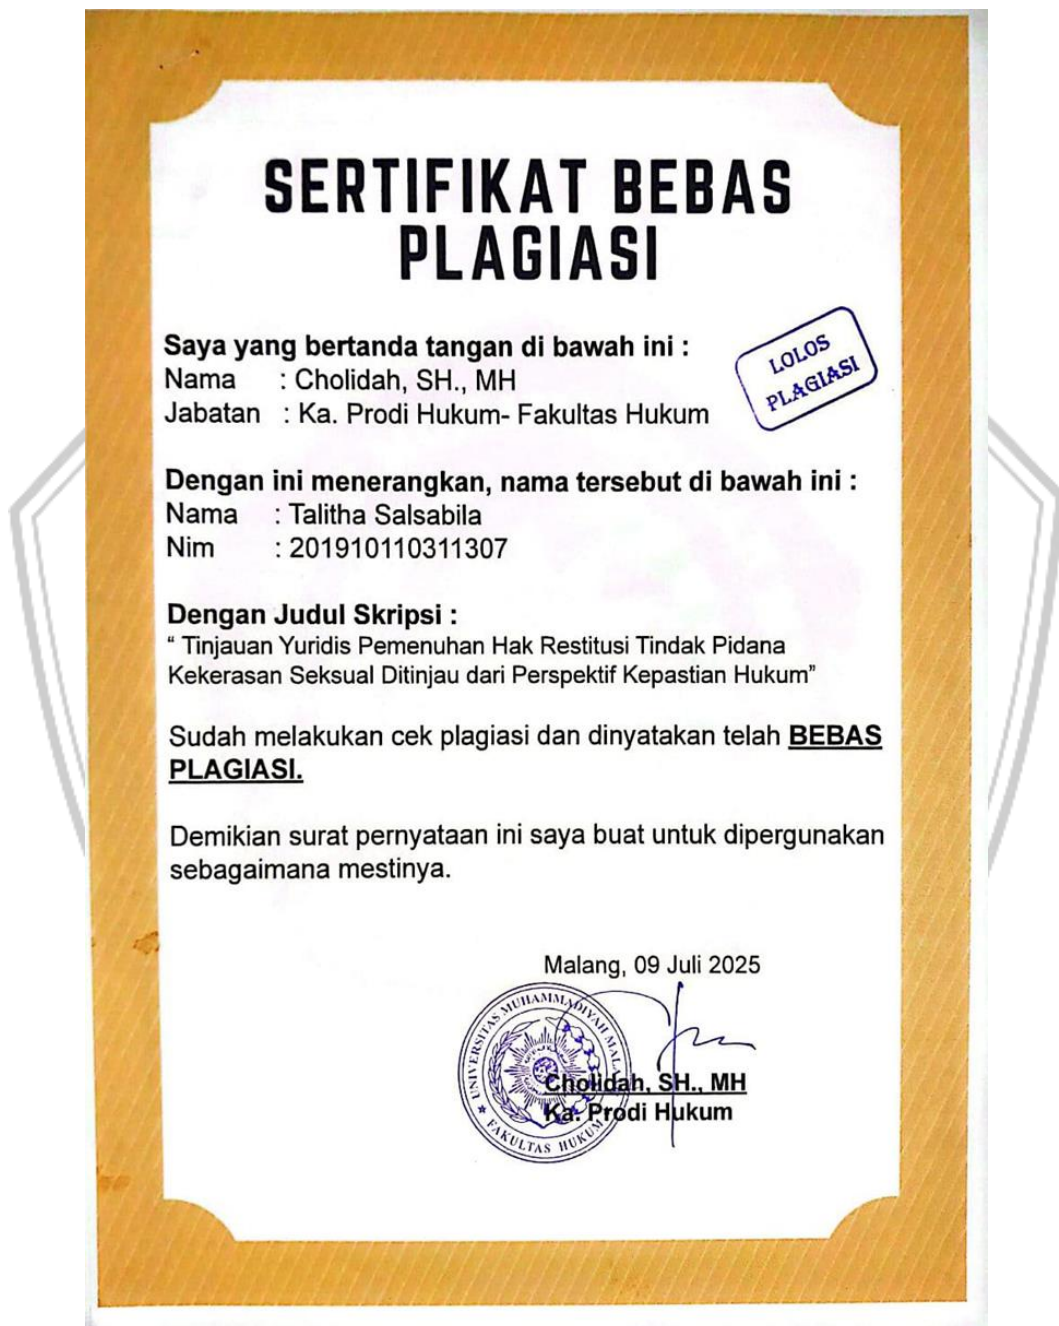 SERTIFIKAT BEBAS
PLAGIASI
LOLOS
PLAGIASI
Saya yang bertanda tangan di bawah ini :
Nama : Cholidah, SH., MH
Jabatan : Ka. Prodi Hukum- Fakultas Hukum
Dengan ini menerangkan, nama tersebut di bawah ini :
Nama : Talitha Salsabila
Nim : 201910110311307
Dengan Judul Skripsi :
“ Tinjauan Yuridis Pemenuhan Hak Restitusi Tindak Pidana
Kekerasan Seksual Ditinjau dari Perspektif Kepastian Hukum”
Sudah melakukan cek plagiasi dan dinyatakan telah BEBAS
PLAGIASI.
Demikian surat pernyataan ini saya buat untuk dipergunakan
sebagaimana mestinya.
Malang, 09 Juli 2025
UNIVERSITAS MUHAMMADIYAH MALANG
Cholidah, SH., MH
Ka. Prodi Hukum
★ FAKULTAS HUKUM